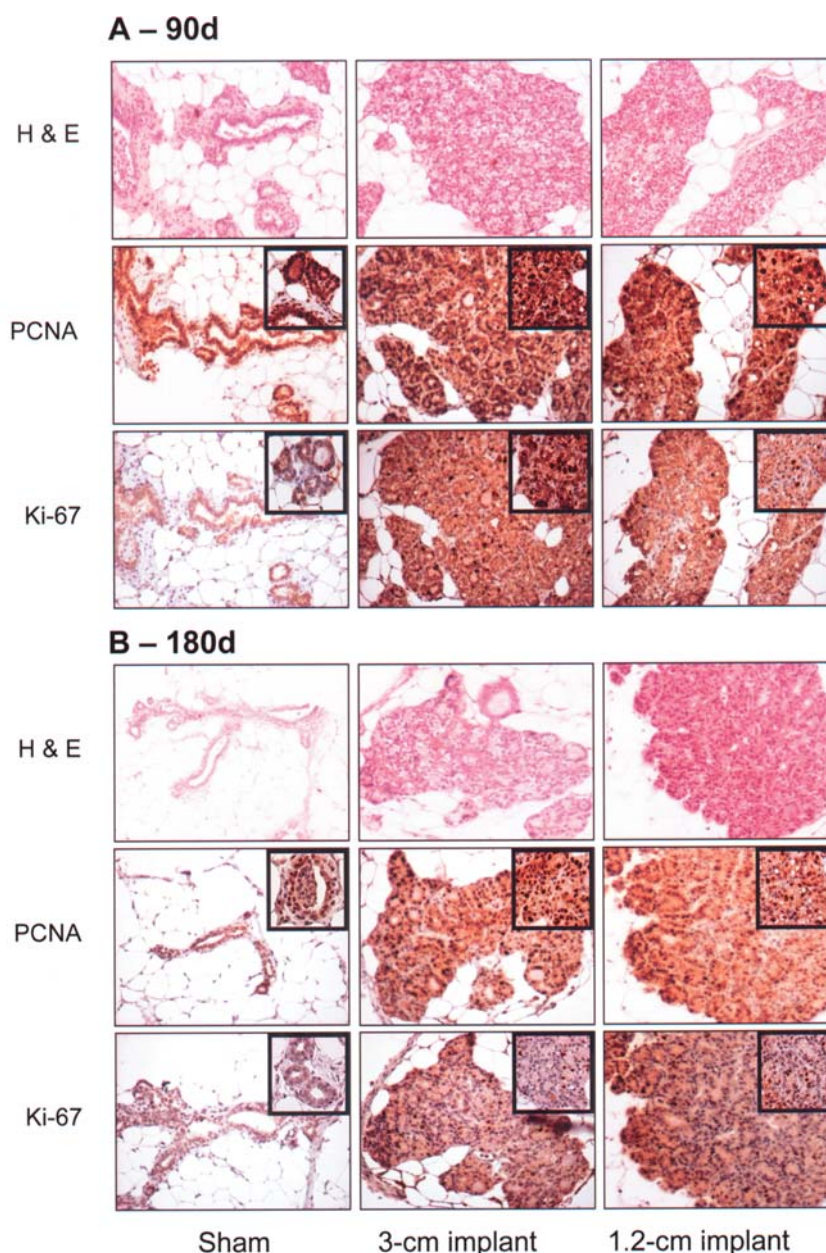 A – 90d
H & E
PCNA
Ki-67
B – 180d
H & E
PCNA
Ki-67
Sham 3-cm implant 1.2-cm implant